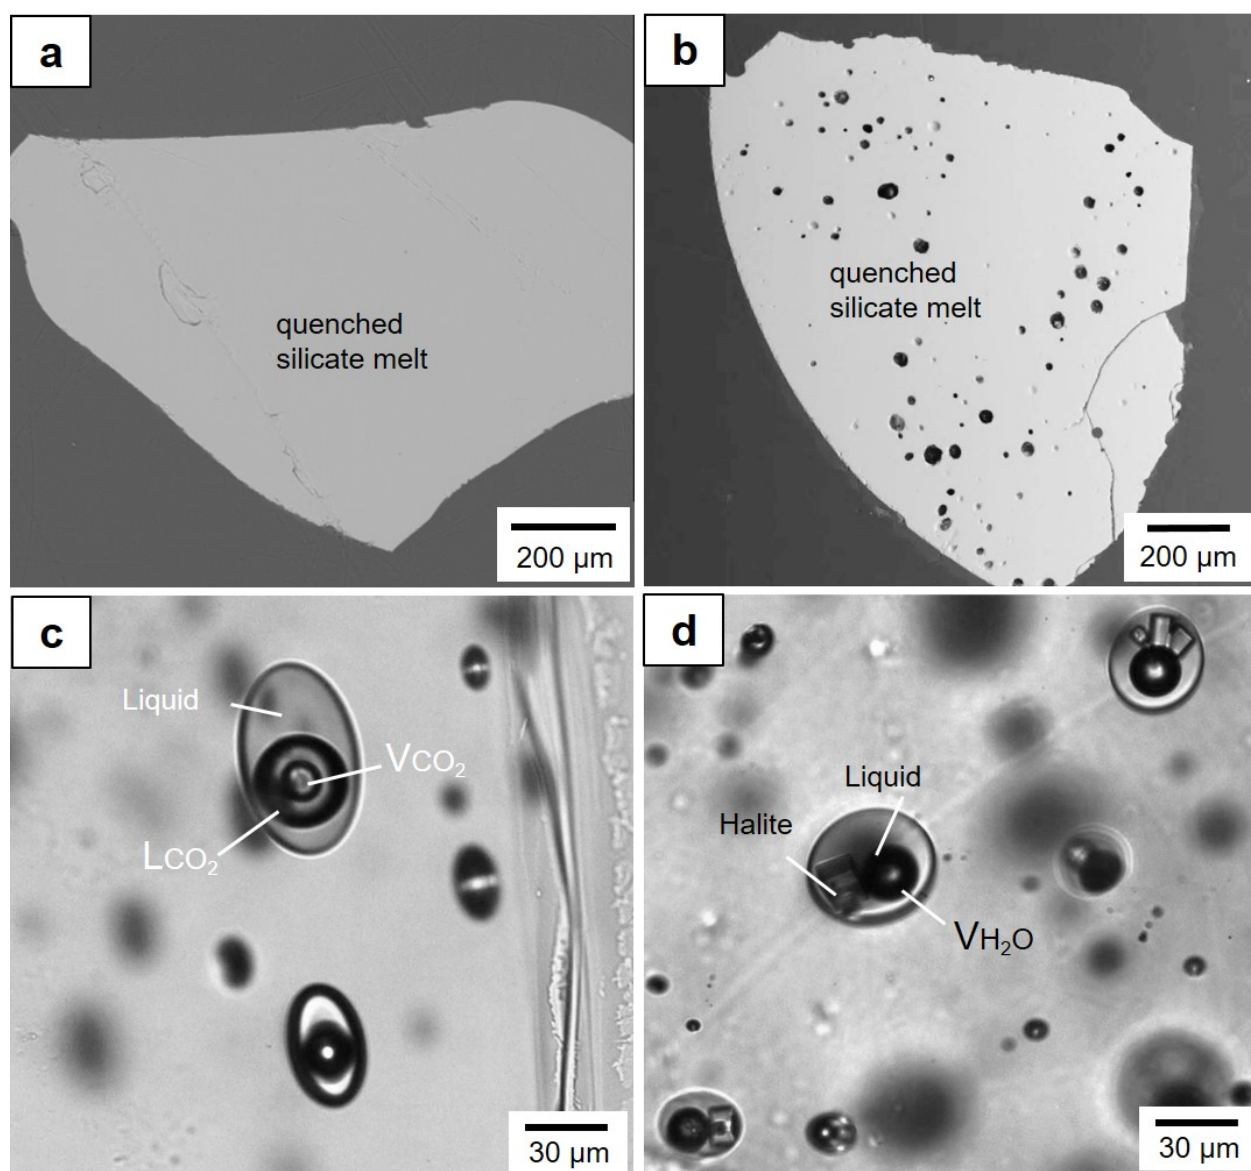 a
quenched
silicate melt
200 µm
b
quenched
silicate melt
200 µm
c
Liquid
VCO₂
LCO₂
30 µm
d
Liquid
Halite
VH₂O
30 µm